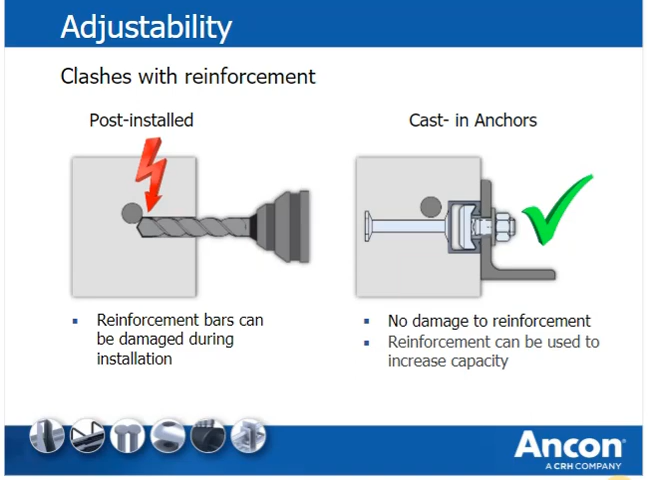 Adjustability
Clashes with reinforcement
Post-installed
Cast- in Anchors
Reinforcement bars can
be damaged during
installation
No damage to reinforcement
Reinforcement can be used to
increase capacity
Ancon
A CRH COMPANY